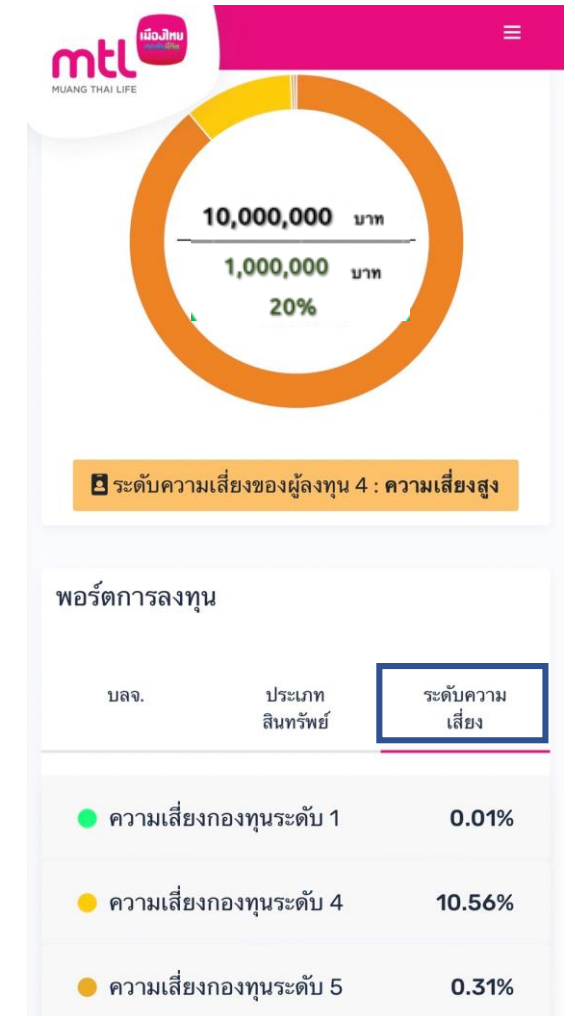 mtl
เมืองไทย
MUANG THAI LIFE
10,000,000 บาท
1,000,000 บาท
20%
ระดับความเสี่ยงของผู้ลงทุน 4 : ความเสี่ยงสูง
พอร์ตการลงทุน
บลจ.
ประเภท
สินทรัพย์
ระดับความ
เสี่ยง
ความเสี่ยงกองทุนระดับ 1 0.01%
ความเสี่ยงกองทุนระดับ 4 10.56%
ความเสี่ยงกองทุนระดับ 5 0.31%